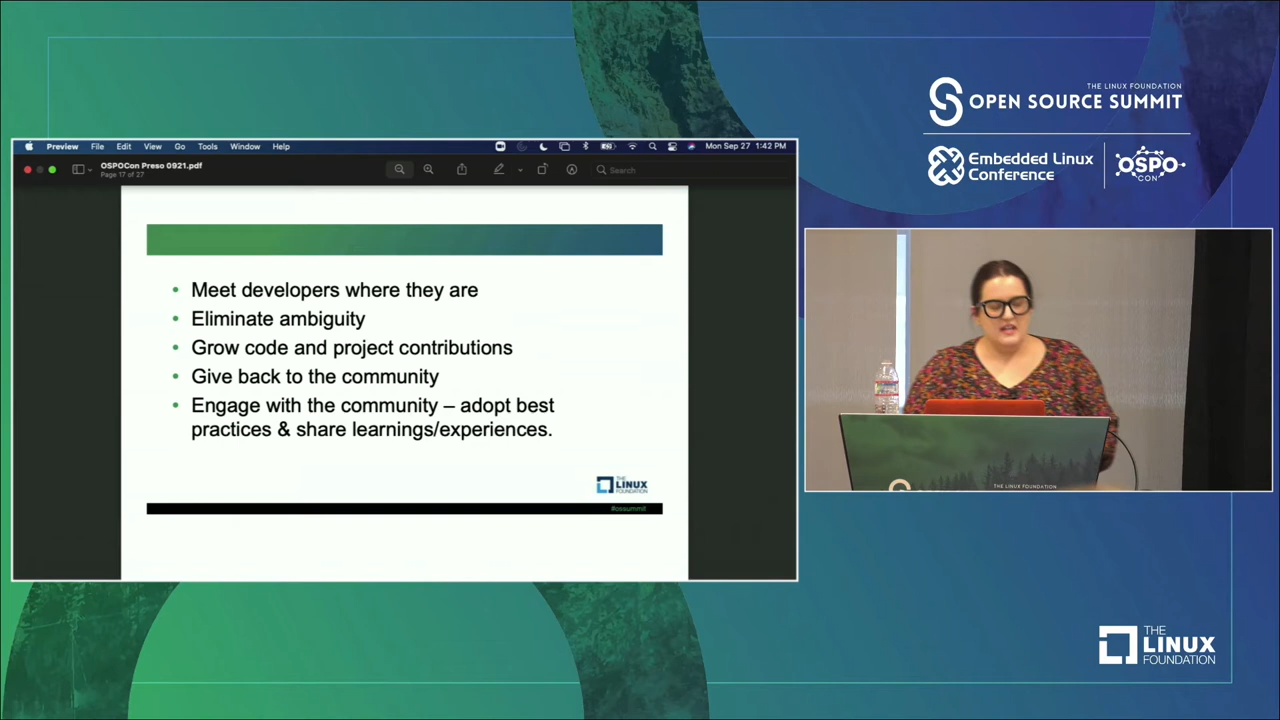 THE LINUX FOUNDATION
OPEN SOURCE SUMMIT
Embedded Linux
Conference
OSPO
CON
Preview File Edit View Go Tools Window Help
Mon Sep 27 1:42 PM
OSPOCon Preso 0921.pdf
Page 17 of 27
Search
• Meet developers where they are
• Eliminate ambiguity
• Grow code and project contributions
• Give back to the community
• Engage with the community – adopt best
practices & share learnings/experiences.
THE
LINUX
FOUNDATION
#ossummit
THE LINUX FOUNDATION
THE
LINUX
FOUNDATION